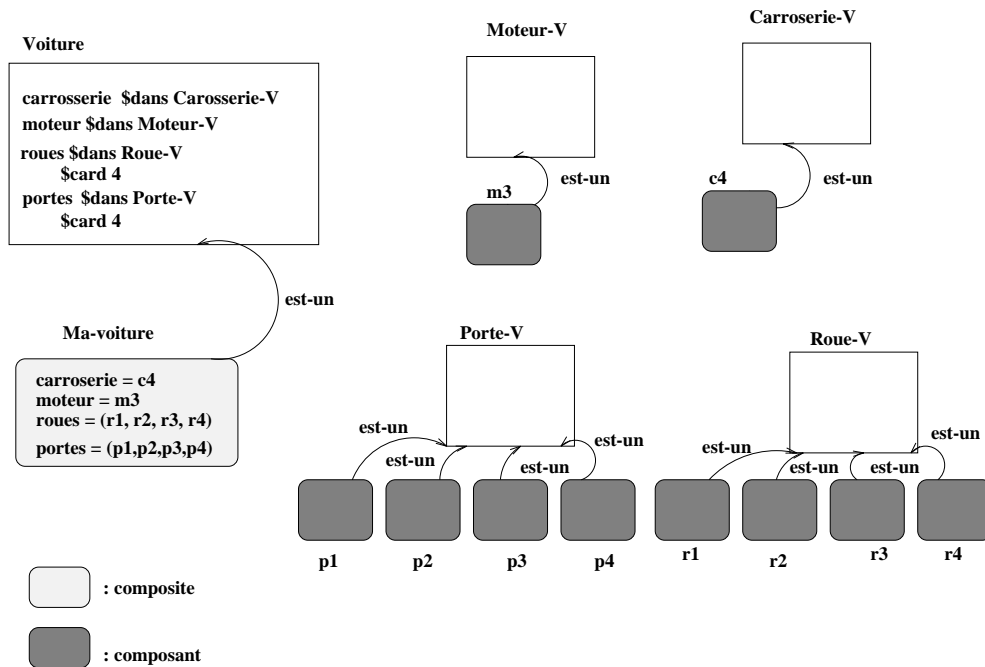 Voiture
carrosserie $dans Carosserie-V
moteur $dans Moteur-V
roues $dans Roue-V
$card 4
portes $dans Porte-V
$card 4
est-un
Ma-voiture
carroserie = c4
moteur = m3
roues = (r1, r2, r3, r4)
portes = (p1,p2,p3,p4)
Moteur-V
m3
est-un
Carroserie-V
c4
est-un
Porte-V
est-un
est-un
est-un
est-un
p1
p2
p3
p4
Roue-V
est-un
est-un
est-un
est-un
r1
r2
r3
r4
: composite
: composant